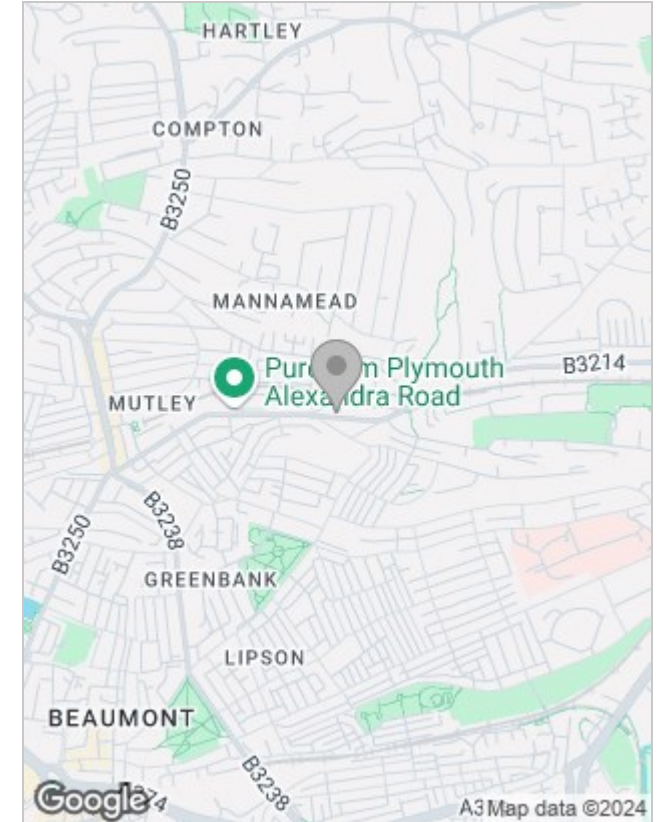 HARTLEY
COMPTON
B3250
MANNAMEAD
Pure m Plymouth
Alexandra Road
B3214
MUTLEY
B3238
B3250
GREENBANK
LIPSON
BEAUMONT
B3238
Google
Map data ©2024